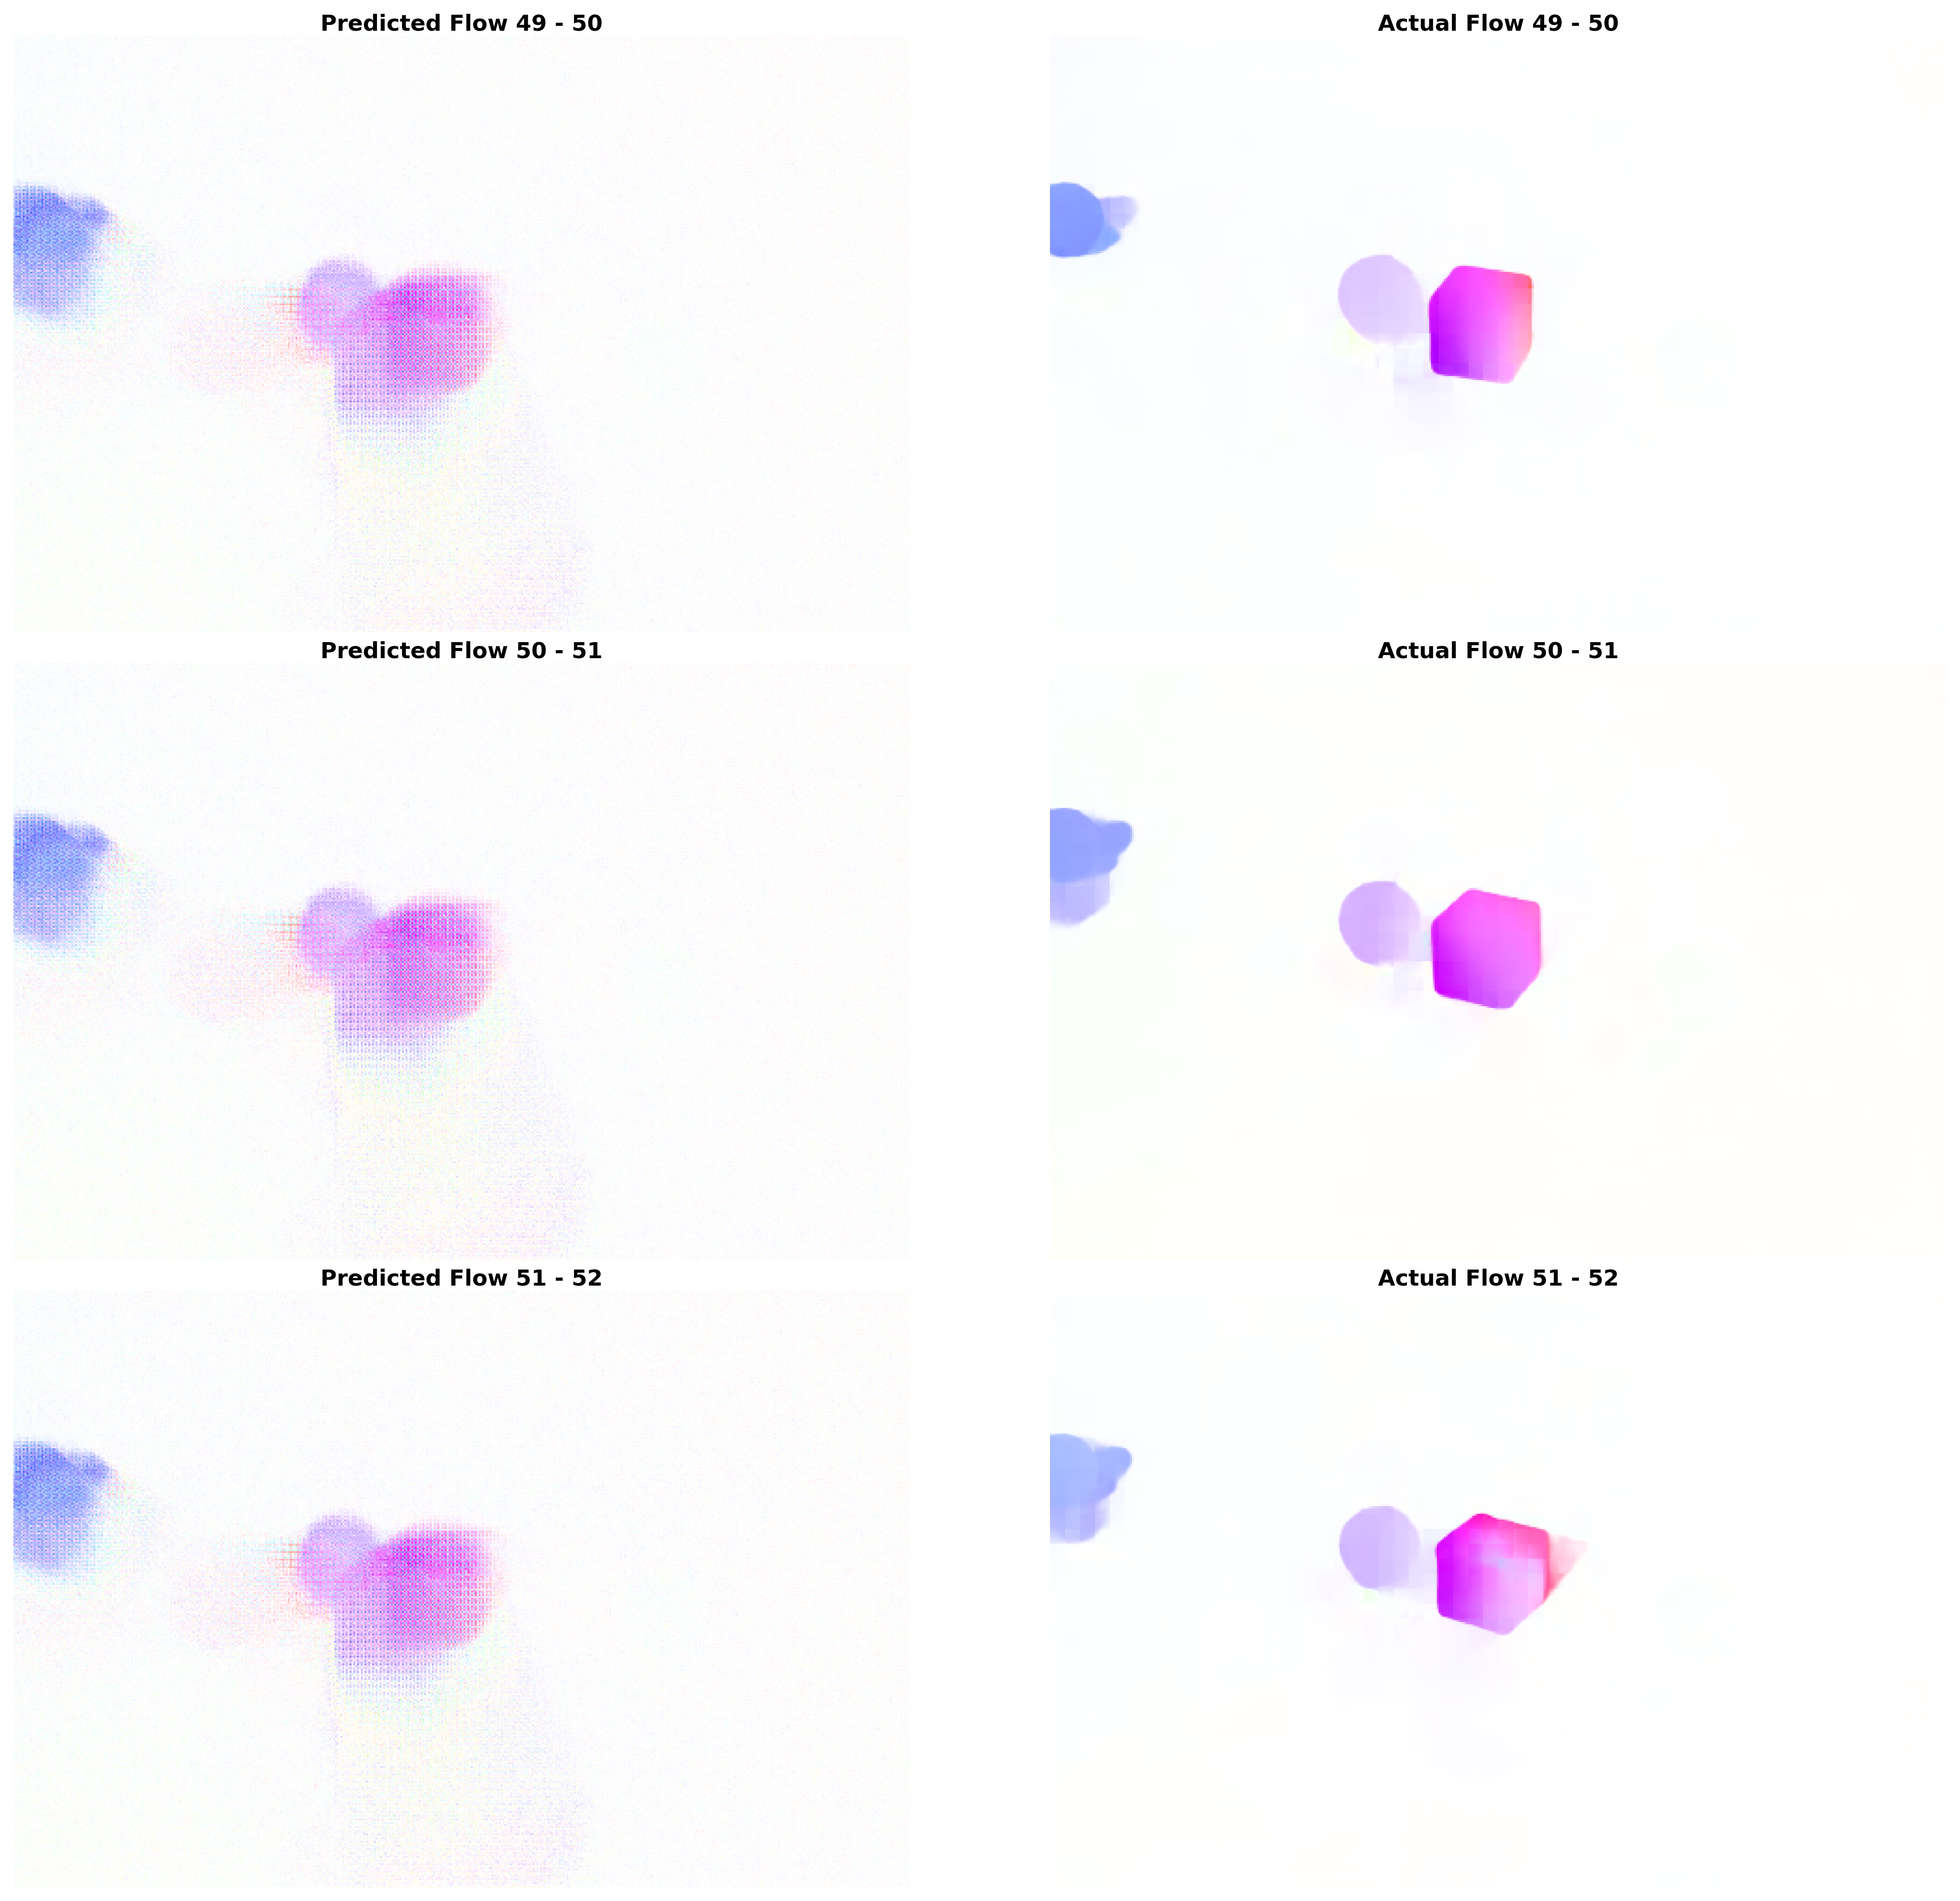 Predicted Flow 49 - 50
Actual Flow 49 - 50
Predicted Flow 50 - 51
Actual Flow 50 - 51
Predicted Flow 51 - 52
Actual Flow 51 - 52